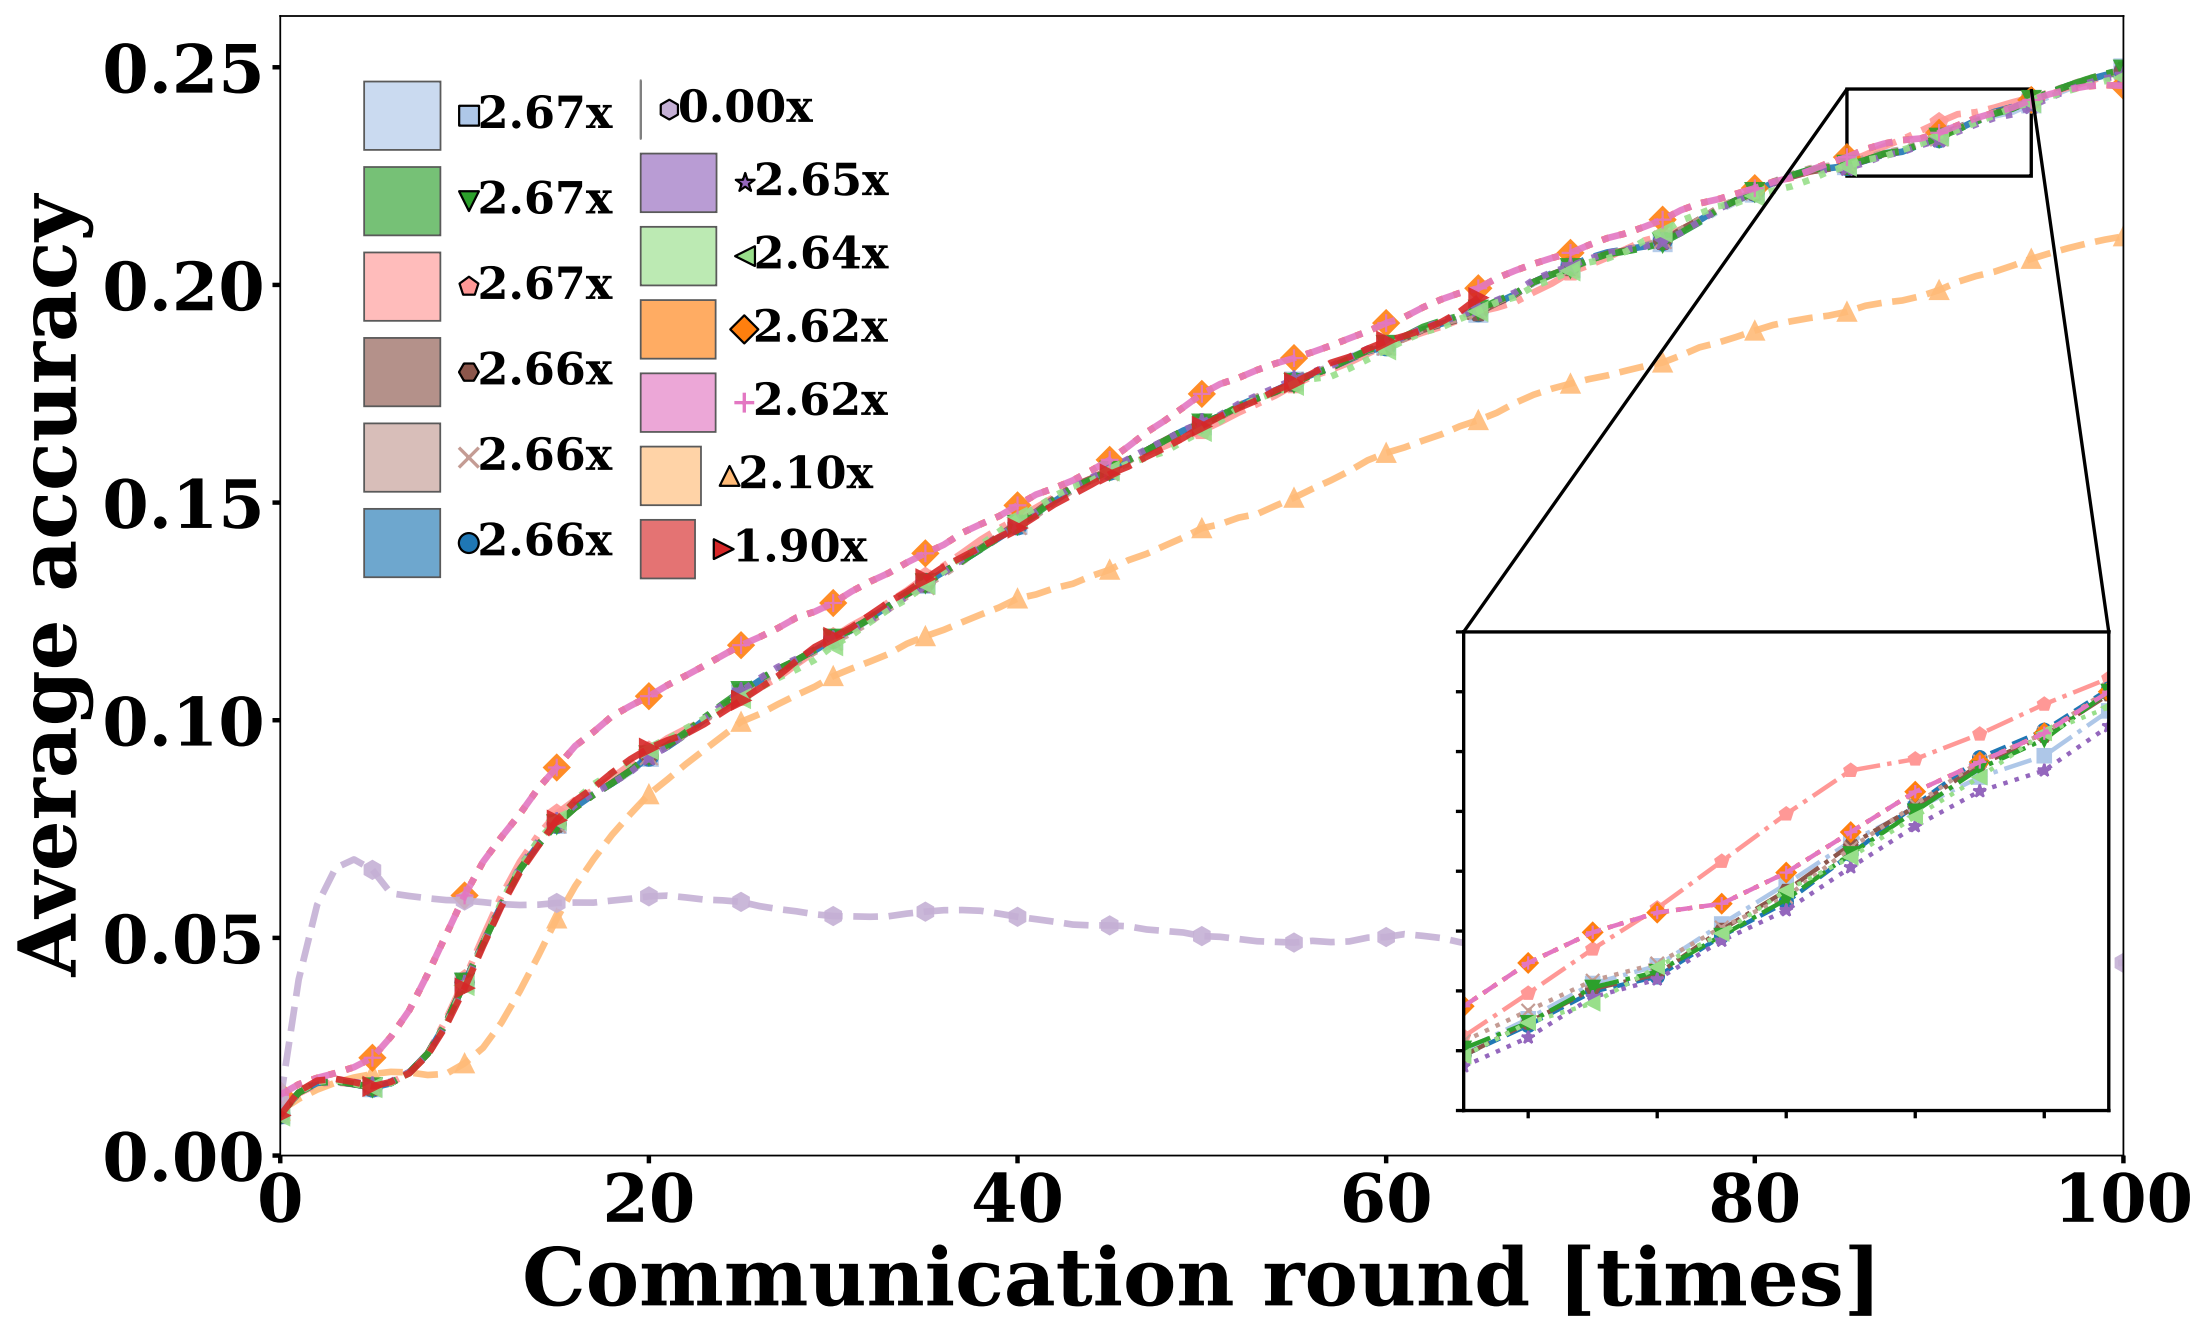 Average accuracy
0.25
0.20
0.15
0.10
0.05
0.00
2.67x
2.67x
2.67x
2.66x
2.66x
2.66x
0.00x
2.65x
2.64x
2.62x
2.62x
2.10x
1.90x
0 20 40 60 80 100
Communication round [times]